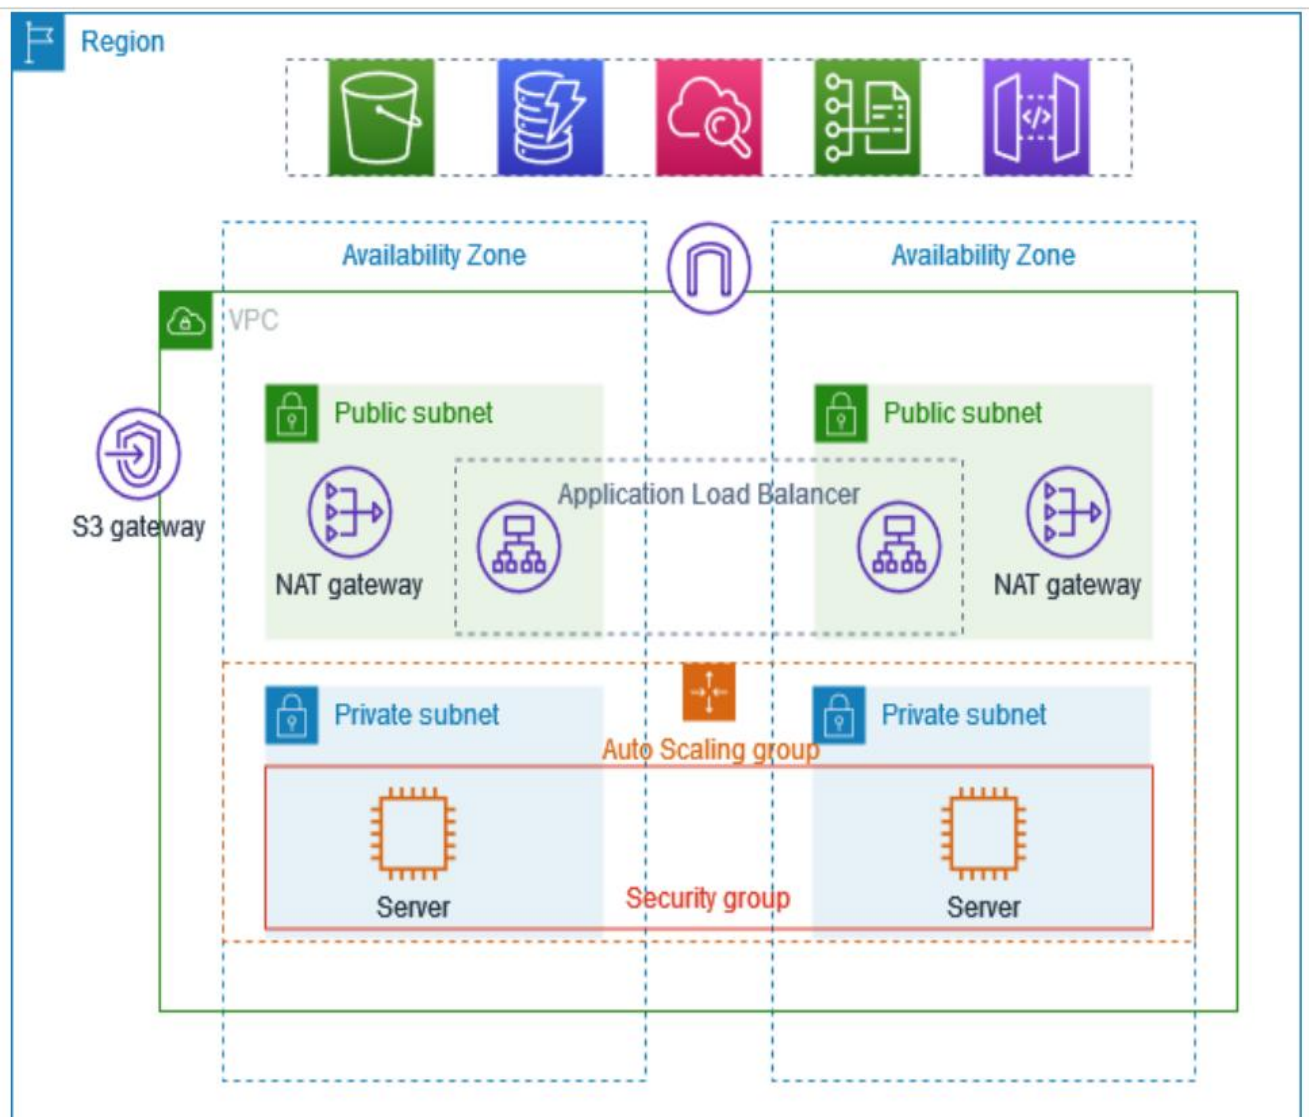 Region
</>
Availability Zone
Availability Zone
VPC
Public subnet
Public subnet
Application Load Balancer
S3 gateway
NAT gateway
NAT gateway
Private subnet
Private subnet
Auto Scaling group
Security group
Server
Server